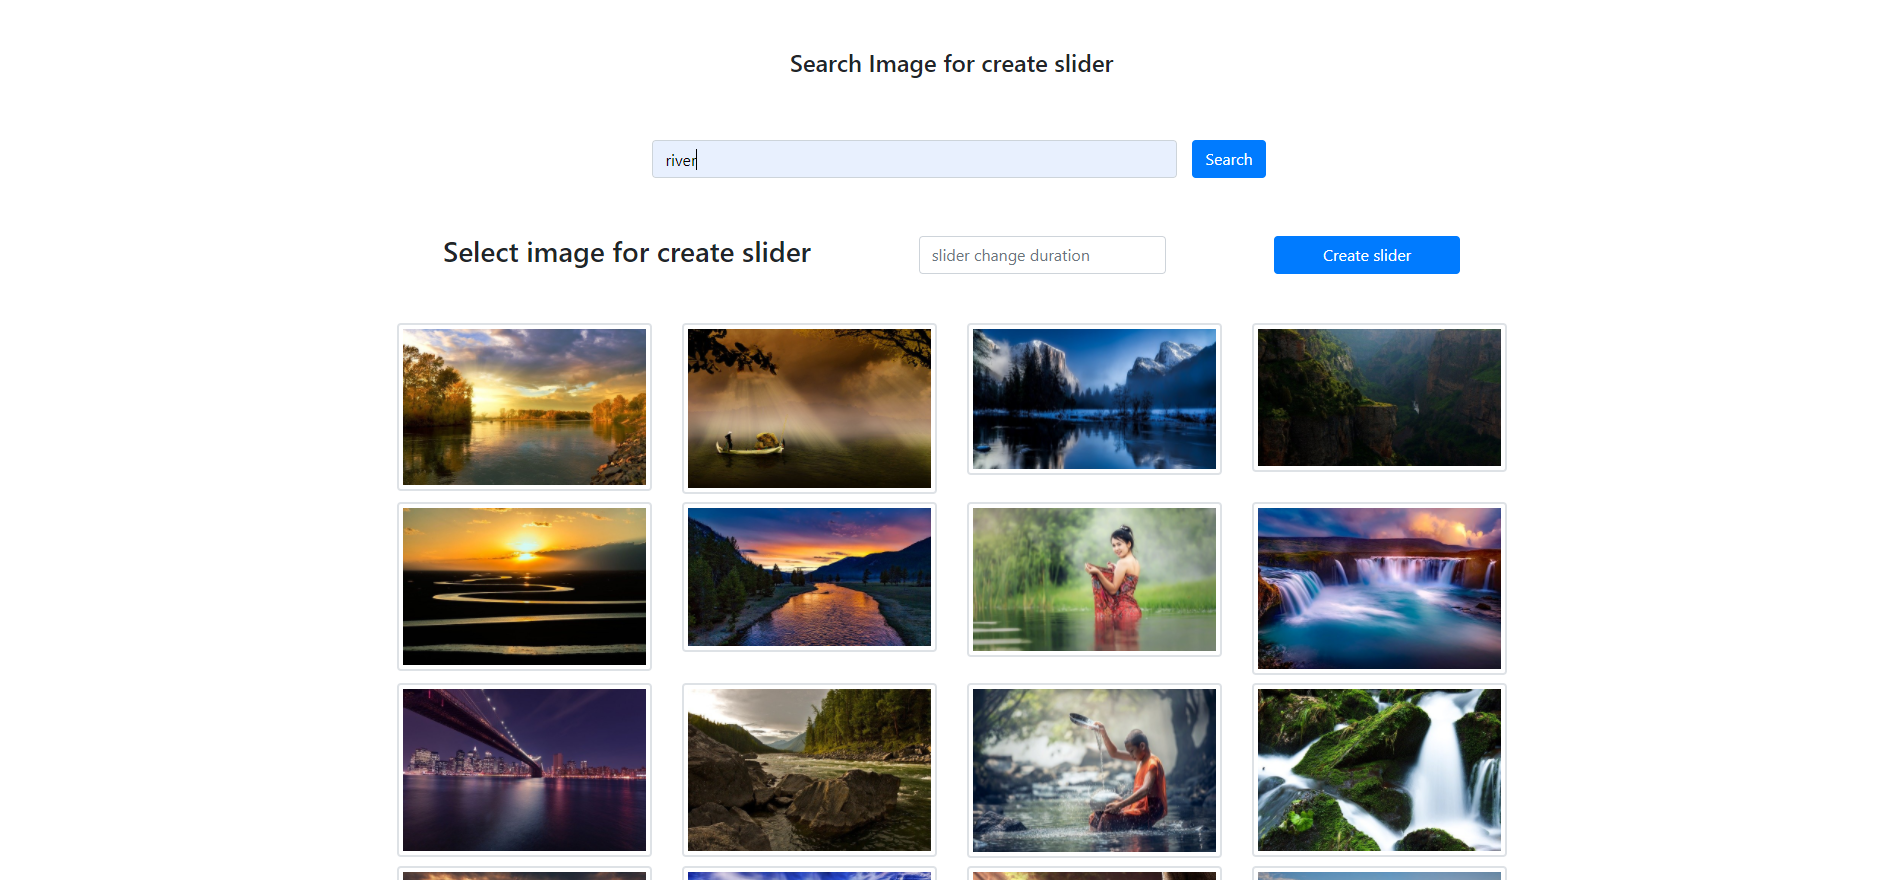 Search Image for create slider
river
Search
Select image for create slider
slider change duration
Create slider